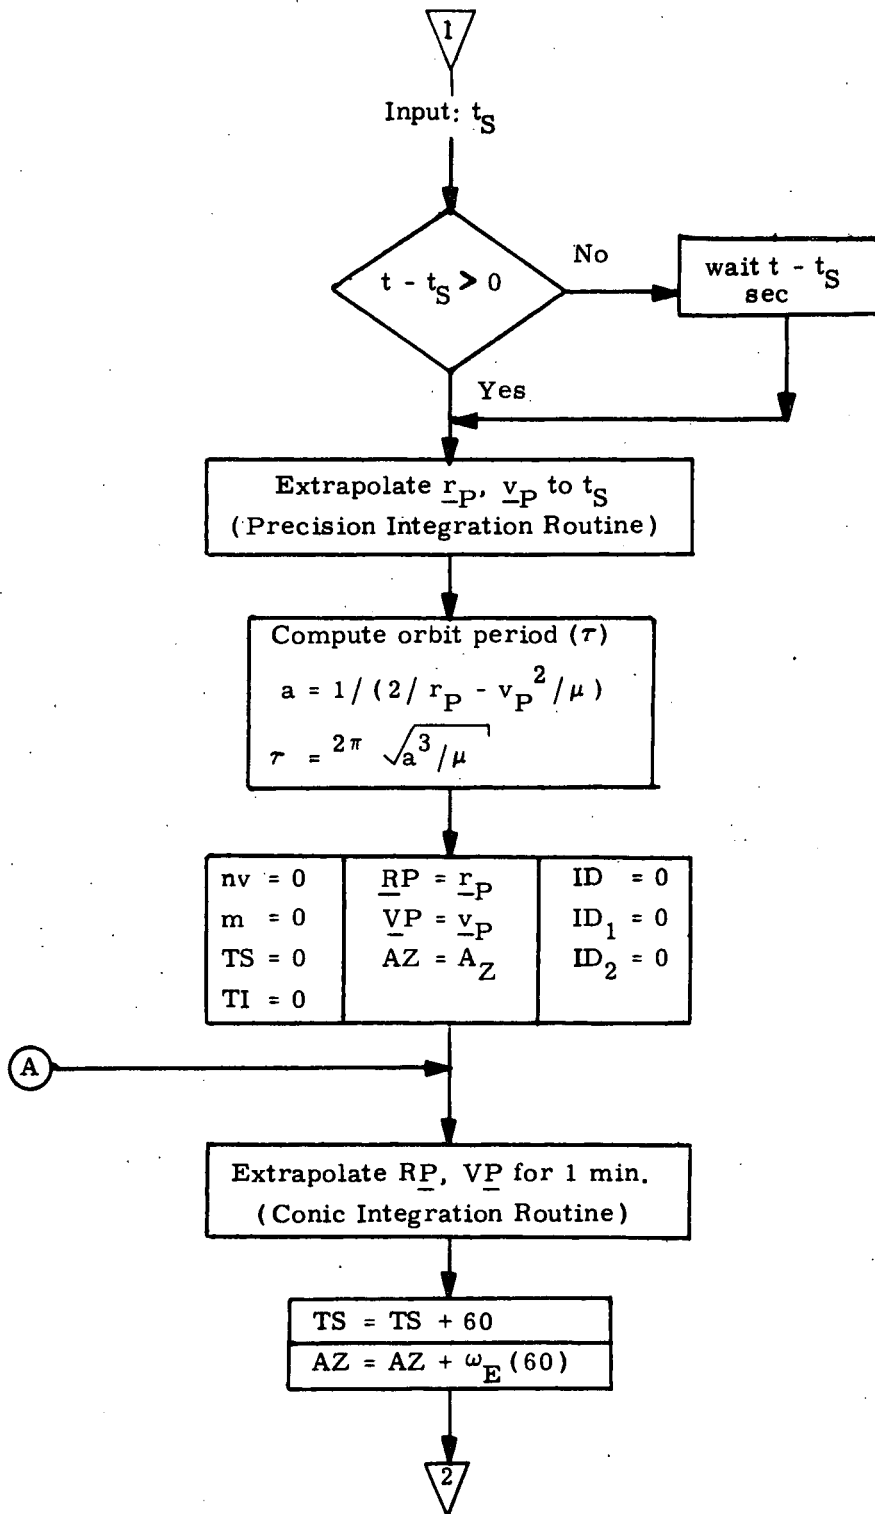 1
Input: t_S
t - t_S > 0
No
wait t - t_S
sec
Yes
Extrapolate r_P, v_P to t_S
(Precision Integration Routine)
Compute orbit period (τ)
a = 1/(2/r_P - v_P^2/μ)
τ = 2π √(a^3/μ)
nv = 0
m = 0
TS = 0
TI = 0
RP = r_P
VP = v_P
AZ = A_Z
ID = 0
ID_1 = 0
ID_2 = 0
A
Extrapolate RP, VP for 1 min.
(Conic Integration Routine)
TS = TS + 60
AZ = AZ + ω_E (60)
2